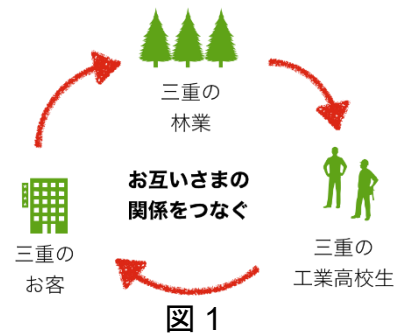 三重の
林業
お互いさまの
関係をつなぐ
三重の
工業高校生
三重の
お客
図１